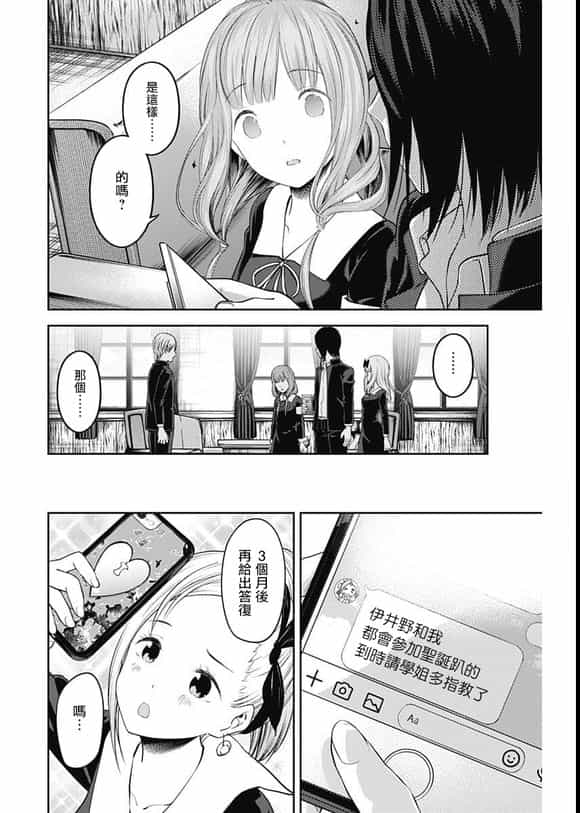 是這樣……
的嗎？
……
那個…
伊井野和我
都會參加聖誕趴的
到時請學姐多指教了
Aa
3個月後
再給出答復
嗎…